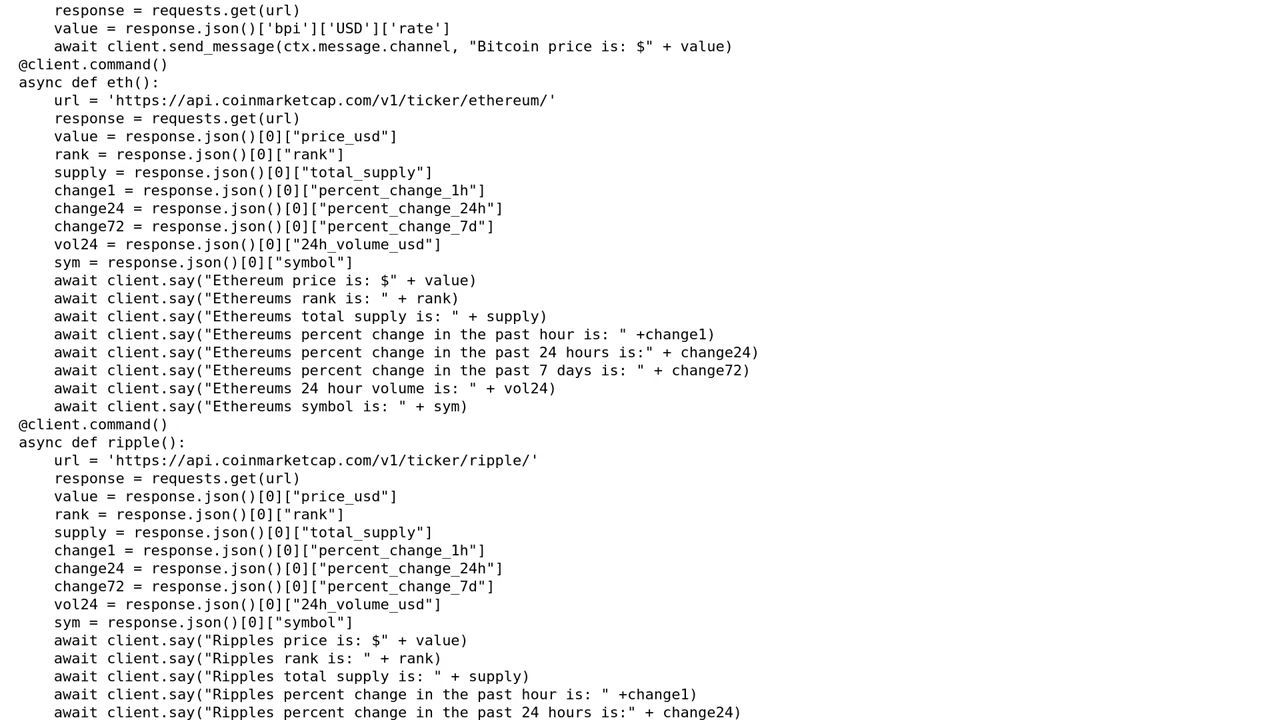 response = requests.get(url)
value = response.json()['bpi']['USD']['rate']
await client.send_message(ctx.message.channel, "Bitcoin price is: $" + value)
@client.command()
async def eth():
url = 'https://api.coinmarketcap.com/v1/ticker/ethereum/'
response = requests.get(url)
value = response.json()[0]["price_usd"]
rank = response.json()[0]["rank"]
supply = response.json()[0]["total_supply"]
change1 = response.json()[0]["percent_change_1h"]
change24 = response.json()[0]["percent_change_24h"]
change72 = response.json()[0]["percent_change_7d"]
vol24 = response.json()[0]["24h_volume_usd"]
sym = response.json()[0]["symbol"]
await client.say("Ethereum price is: $" + value)
await client.say("Ethereums rank is: " + rank)
await client.say("Ethereums total supply is: " + supply)
await client.say("Ethereums percent change in the past hour is: " +change1)
await client.say("Ethereums percent change in the past 24 hours is:" + change24)
await client.say("Ethereums percent change in the past 7 days is: " + change72)
await client.say("Ethereums 24 hour volume is: " + vol24)
await client.say("Ethereums symbol is: " + sym)
@client.command()
async def ripple():
url = 'https://api.coinmarketcap.com/v1/ticker/ripple/'
response = requests.get(url)
value = response.json()[0]["price_usd"]
rank = response.json()[0]["rank"]
supply = response.json()[0]["total_supply"]
change1 = response.json()[0]["percent_change_1h"]
change24 = response.json()[0]["percent_change_24h"]
change72 = response.json()[0]["percent_change_7d"]
vol24 = response.json()[0]["24h_volume_usd"]
sym = response.json()[0]["symbol"]
await client.say("Ripples price is: $" + value)
await client.say("Ripples rank is: " + rank)
await client.say("Ripples total supply is: " + supply)
await client.say("Ripples percent change in the past hour is: " +change1)
await client.say("Ripples percent change in the past 24 hours is:" + change24)